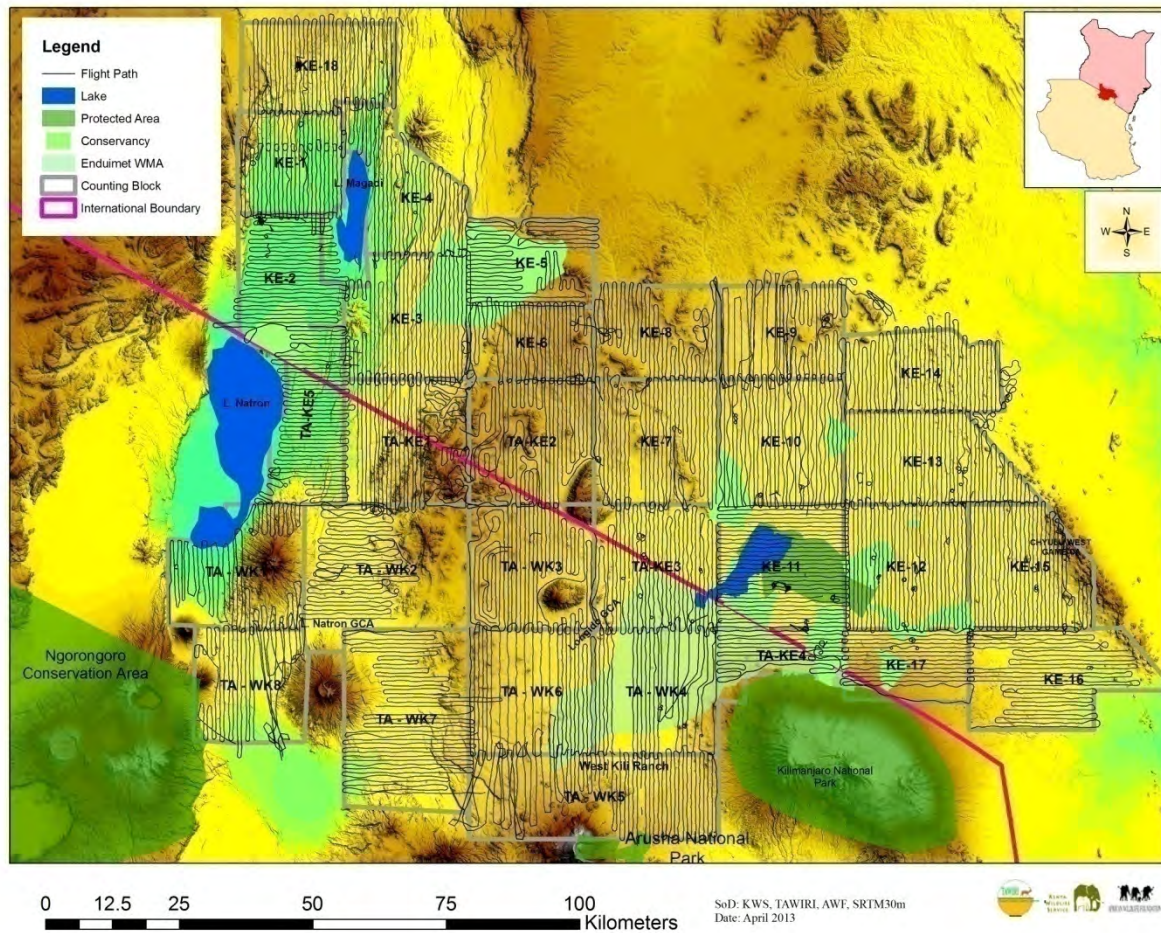 Legend
Flight Path
Lake
Protected Area
Conservancy
Enduimet WMA
Counting Block
International Boundary
N
W E
S
KE-18
KE-1
L. Magadi
KE-4
KE-2
KE-5
KE-3
KE-8
KE-9
KE-6
KE-14
L. Natron
TA-KE5
TA-KE1
TA-KE2
KE-7
KE-10
KE-13
TA - WK1
TA - WK2
TA - WK3
TA-KE3
KE-11
KE-12
KE-15
L. Natron GCA
Longido GCA
Ngorongoro
Conservation Area
TA - WK8
TA - WK7
TA - WK6
TA - WK4
TA-KE4
KE-17
KE-16
West Kili Ranch
TA - WK5
Kilimanjaro National
Park
Arusha National
Park
0 12.5 25 50 75 100
Kilometers
SoD: KWS, TAWIRI, AWF, SRTM30m
Date: April 2013
KENYA
WILDLIFE
SERVICE